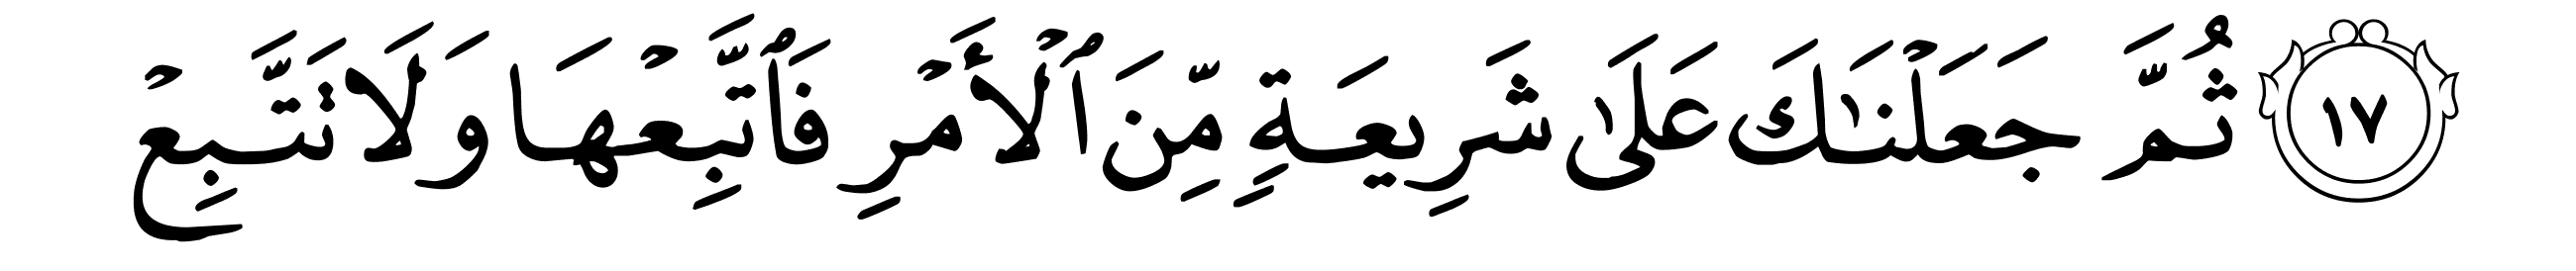 ١٧ ثُمَّ جَعَلْنَٰكَ عَلَىٰ شَرِيعَةٍ مِّنَ ٱلْأَمْرِ فَٱتَّبِعْهَا وَلَا تَتَّبِعْ